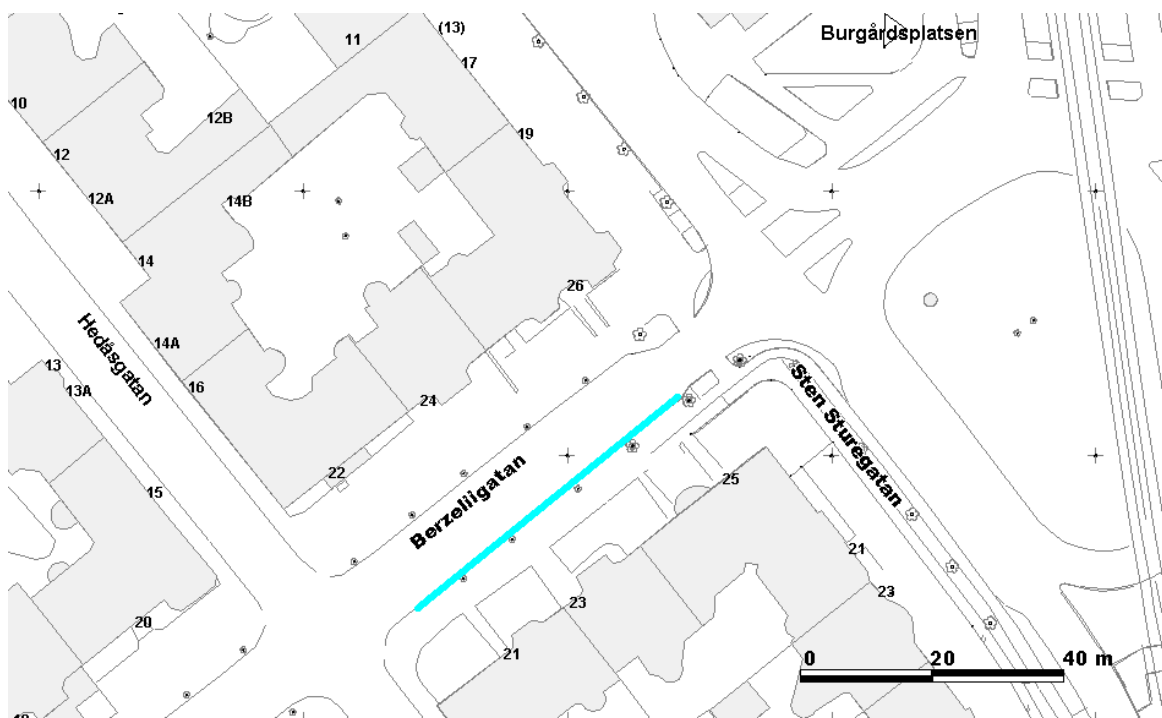 (13)
Burgårdsplatsen
11
17
10
12B
19
12
12A
14B
14
26
Hedåsgatan
14A
13
13A
16
24
Sten Sturegatan
22
25
15
Berzeliigatan
21
23
23
20
21
0 20 40 m